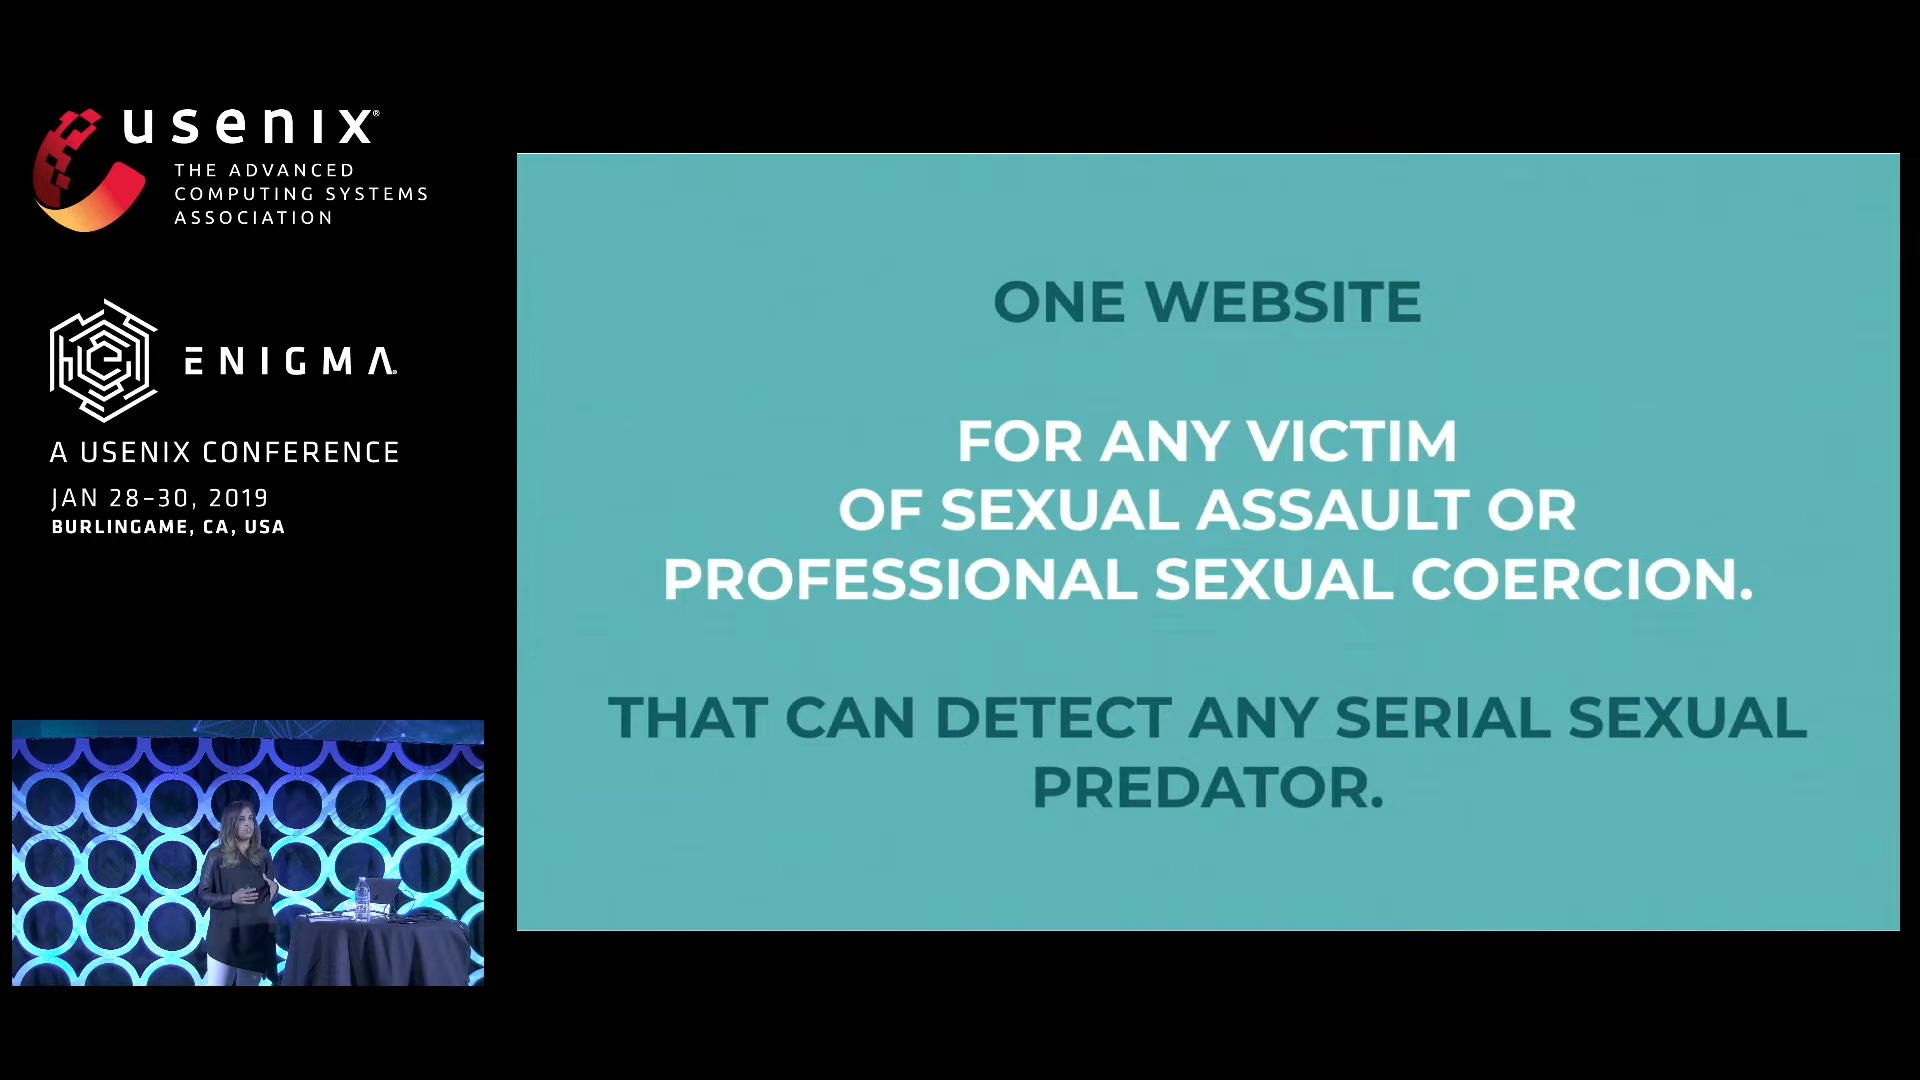 usenix®
THE ADVANCED
COMPUTING SYSTEMS
ASSOCIATION
ENIGMA®
A USENIX CONFERENCE
JAN 28–30, 2019
BURLINGAME, CA, USA
ONE WEBSITE
FOR ANY VICTIM
OF SEXUAL ASSAULT OR
PROFESSIONAL SEXUAL COERCION.
THAT CAN DETECT ANY SERIAL SEXUAL
PREDATOR.